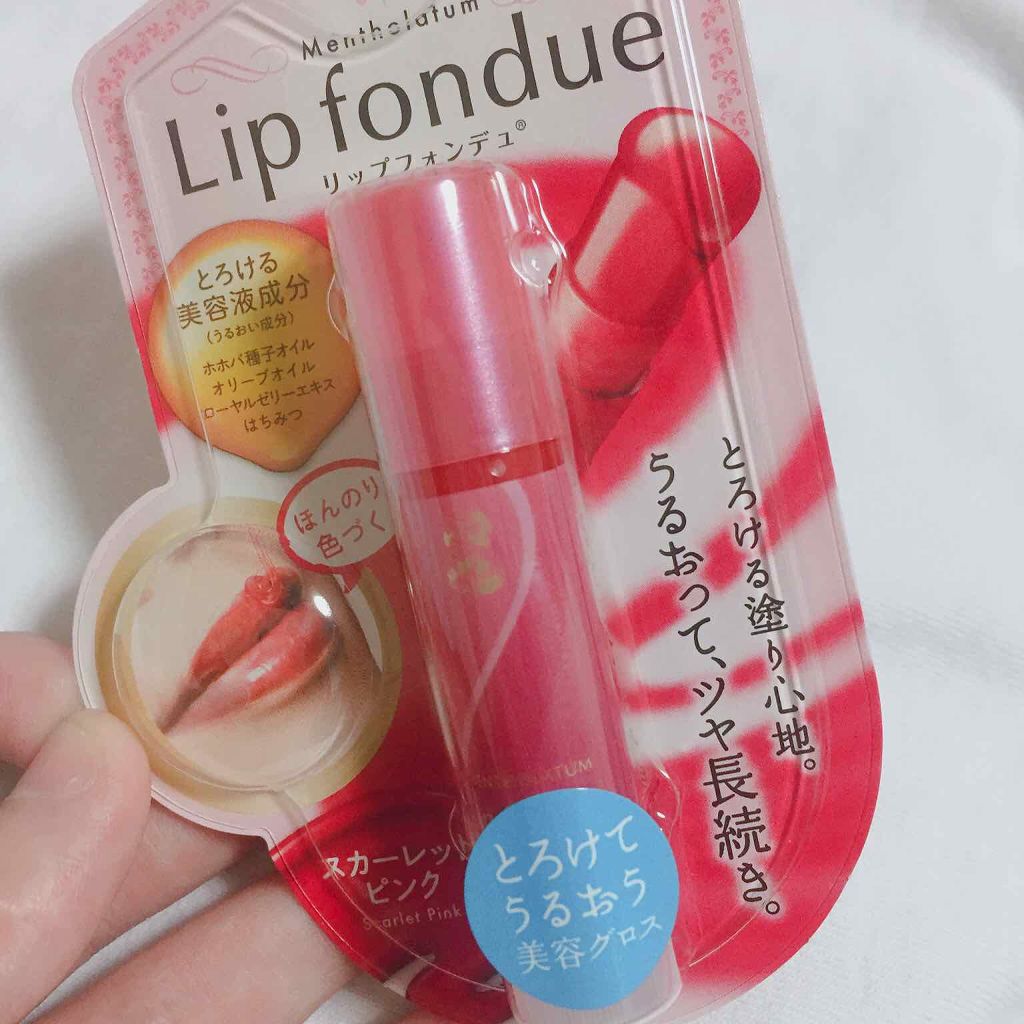 Mentholatum
Lip fondue
リップフォンデュ®
とろける
美容液成分
(うるおい成分)
ホホバ種子オイル
オリーブオイル
ローヤルゼリーエキス
はちみつ
ほんのり
色づく
とろける塗り心地。
うるおって、ツヤ長続き。
MENTHOLATUM
スカーレット
ピンク
Scarlet Pink
とろけて
うるおう
美容グロス